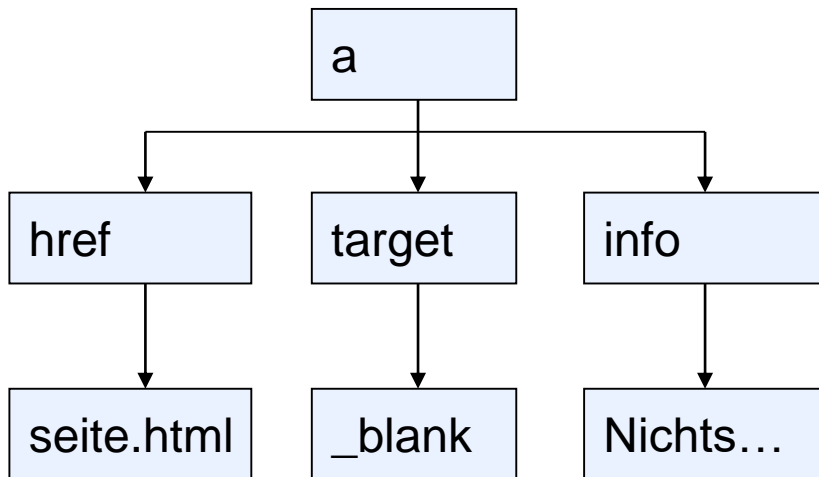 a
href
target
info
seite.html
_blank
Nichts…